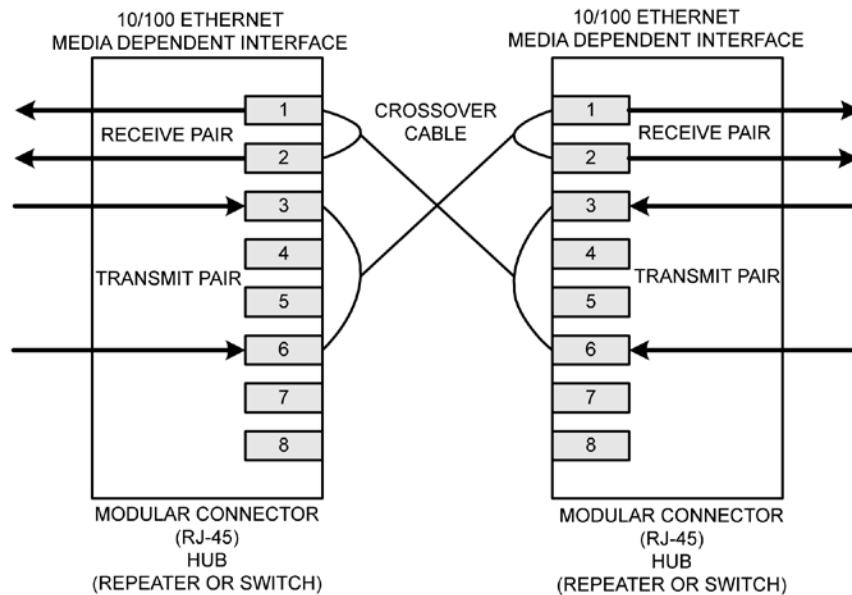 10/100 ETHERNET
MEDIA DEPENDENT INTERFACE
1
RECEIVE PAIR
2
3
4
TRANSMIT PAIR
5
6
7
8
MODULAR CONNECTOR
(RJ-45)
HUB
(REPEATER OR SWITCH)
CROSSOVER
CABLE
10/100 ETHERNET
MEDIA DEPENDENT INTERFACE
1
RECEIVE PAIR
2
3
4
TRANSMIT PAIR
5
6
7
8
MODULAR CONNECTOR
(RJ-45)
HUB
(REPEATER OR SWITCH)